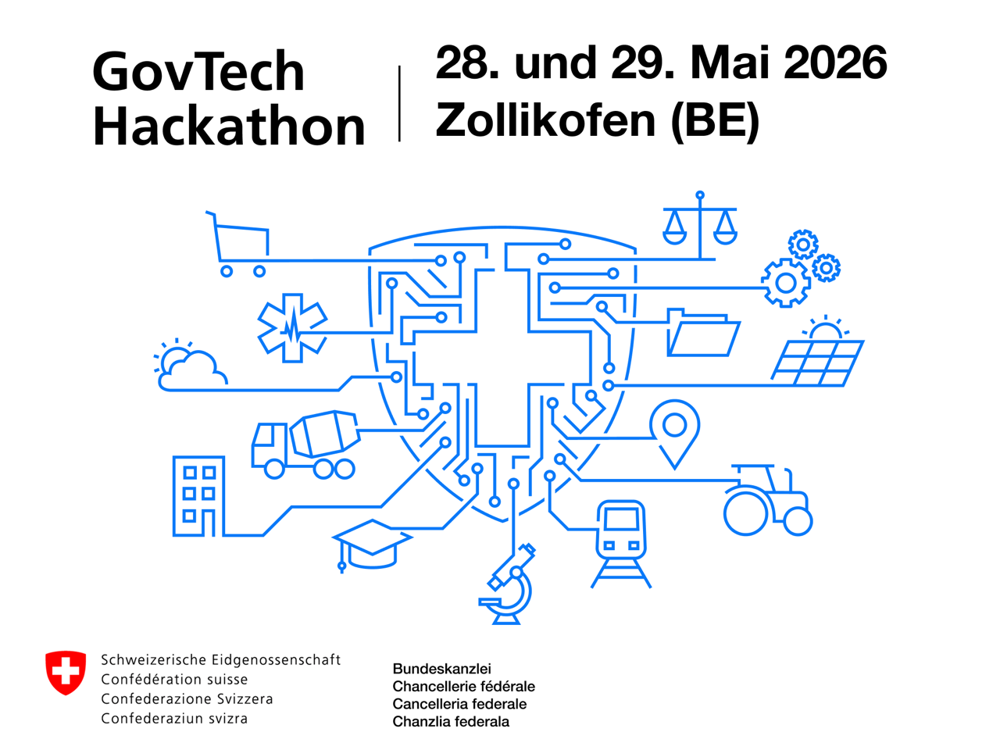 GovTech
Hackathon
28. und 29. Mai 2026
Zollikofen (BE)
Schweizerische Eidgenossenschaft
Confédération suisse
Confederazione Svizzera
Confederaziun svizra
Bundeskanzlei
Chancellerie fédérale
Cancelleria federale
Chanzlia federala